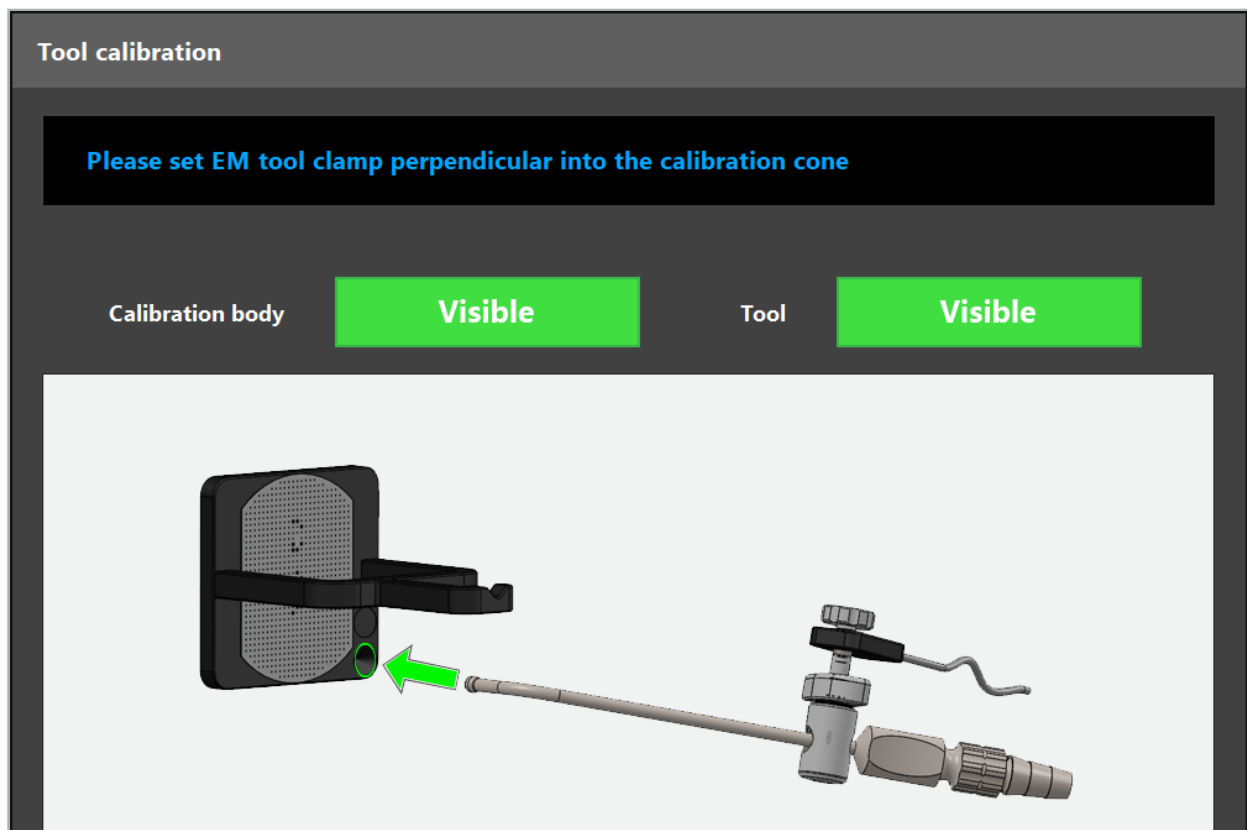 Tool calibration
Please set EM tool clamp perpendicular into the calibration cone
Calibration body
Visible
Tool
Visible